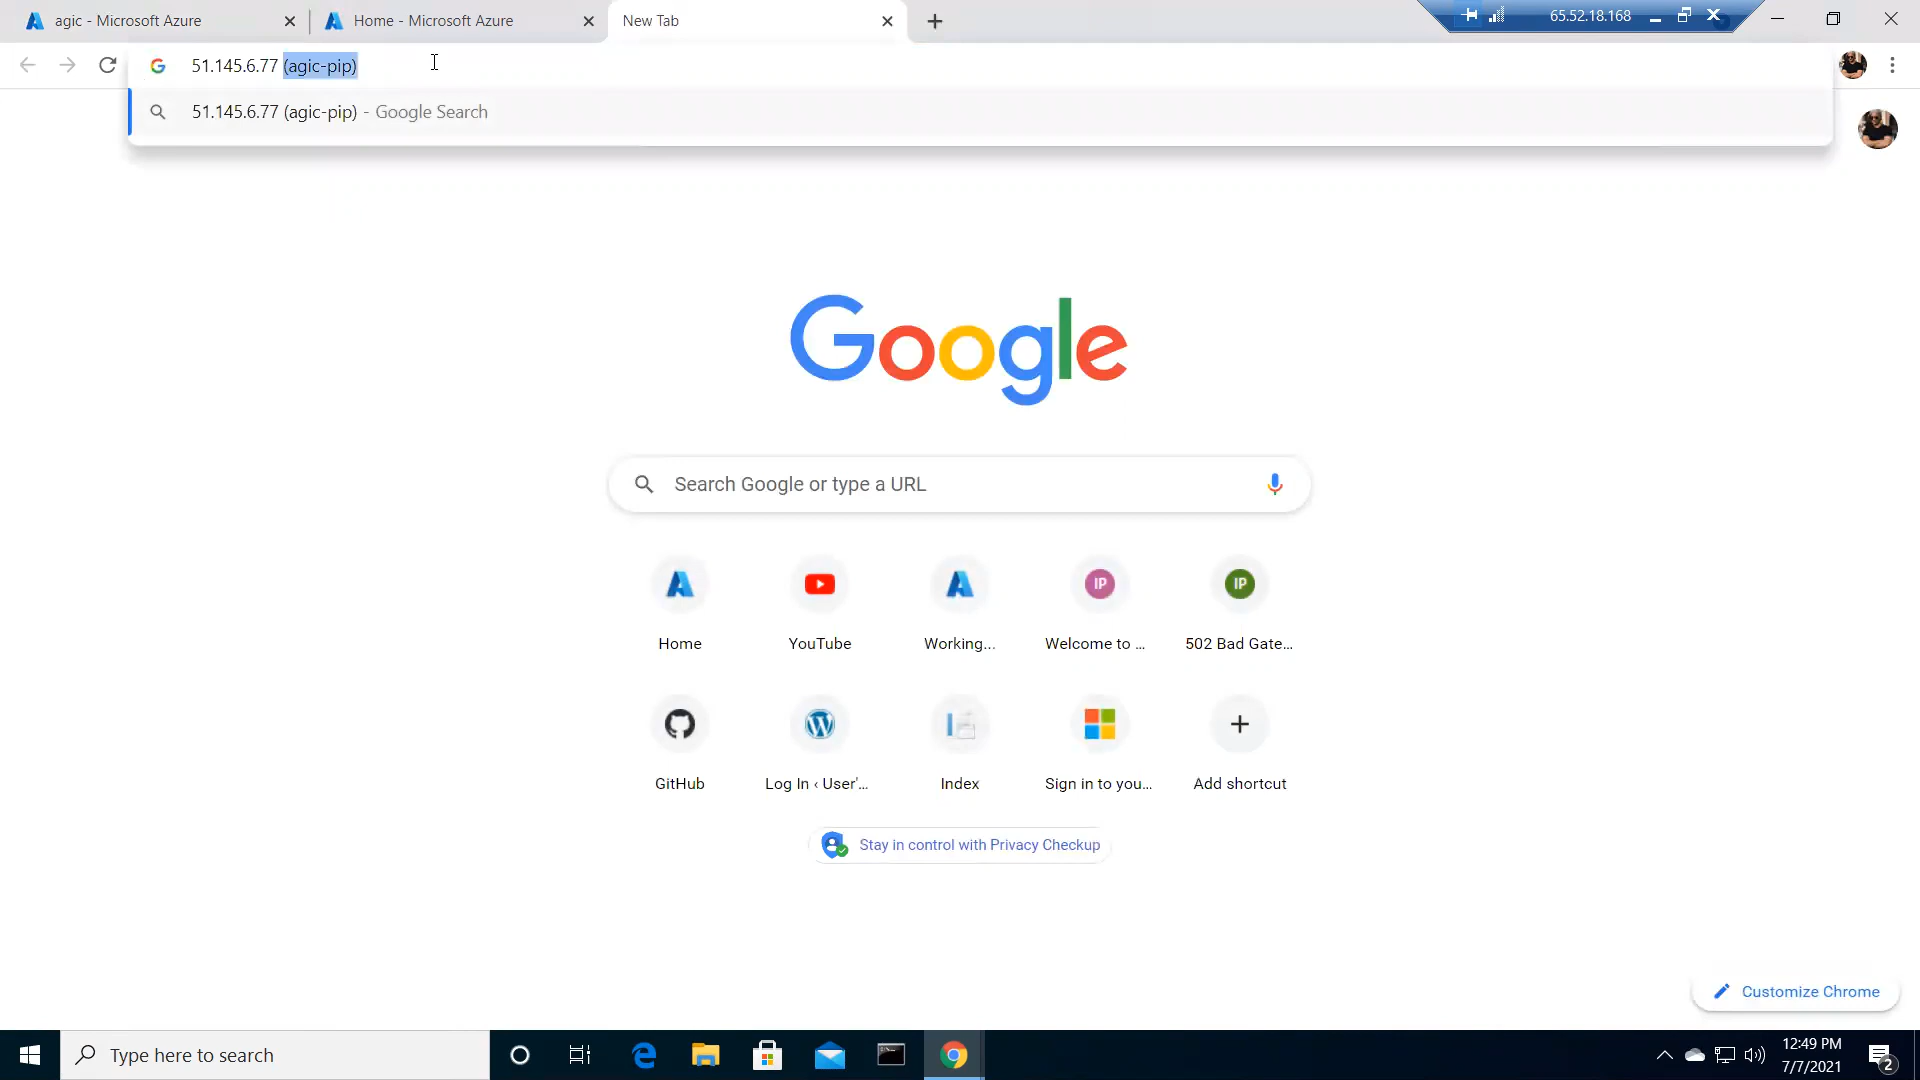 agic - Microsoft Azure
Home - Microsoft Azure
New Tab
65.52.18.168
51.145.6.77 (agic-pip)
51.145.6.77 (agic-pip) - Google Search
Google
Search Google or type a URL
Home
YouTube
Working...
IP
Welcome to ...
IP
502 Bad Gate...
GitHub
Log In ‹ User'...
Index
Sign in to you...
Add shortcut
Stay in control with Privacy Checkup
Customize Chrome
Type here to search
12:49 PM
7/7/2021
2